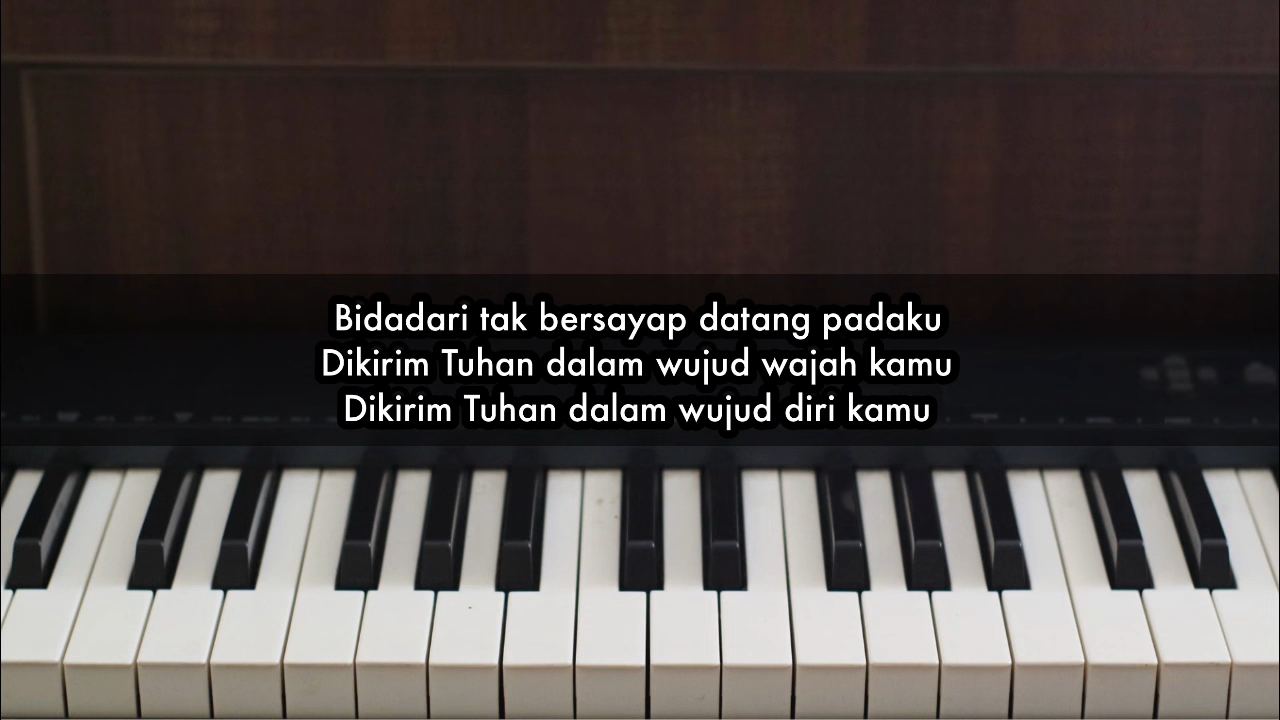 Bidadari tak bersayap datang padaku
Dikirim Tuhan dalam wujud wajah kamu
Dikirim Tuhan dalam wujud diri kamu